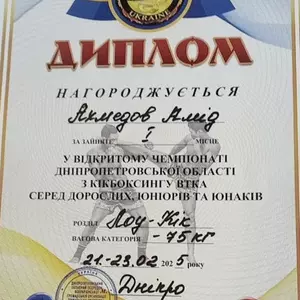 UKRAINE
ДИПЛОМ
НАГОРОДЖУЄТЬСЯ
Ахмедов Амід
ЗА ЗАЙНЯТЕ I МІСЦЕ
У ВІДКРИТОМУ ЧЕМПІОНАТІ
ДНІПРОПЕТРОВСЬКОЇ ОБЛАСТІ
З КІКБОКСИНГУ ВТКА
СЕРЕД ДОРОСЛИХ, ЮНІОРІВ ТА ЮНАКІВ
РОЗДІЛ Лоу-Кік
ВАГОВА КАТЕГОРІЯ -45 кг
21-23.02 2025 року
Дніпро